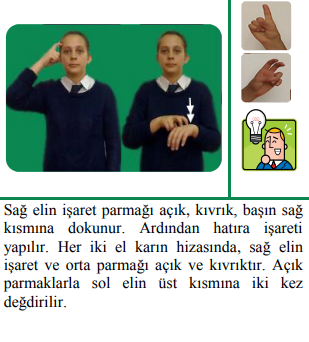 Sağ elin işaret parmağı açık, kıvrık, başın sağ
kısmına dokunur. Ardından hatıra işareti
yapılır. Her iki el karın hizasında, sağ elin
işaret ve orta parmağı açık ve kıvrıktır. Açık
parmaklarla sol elin üst kısmına iki kez
değdirilir.